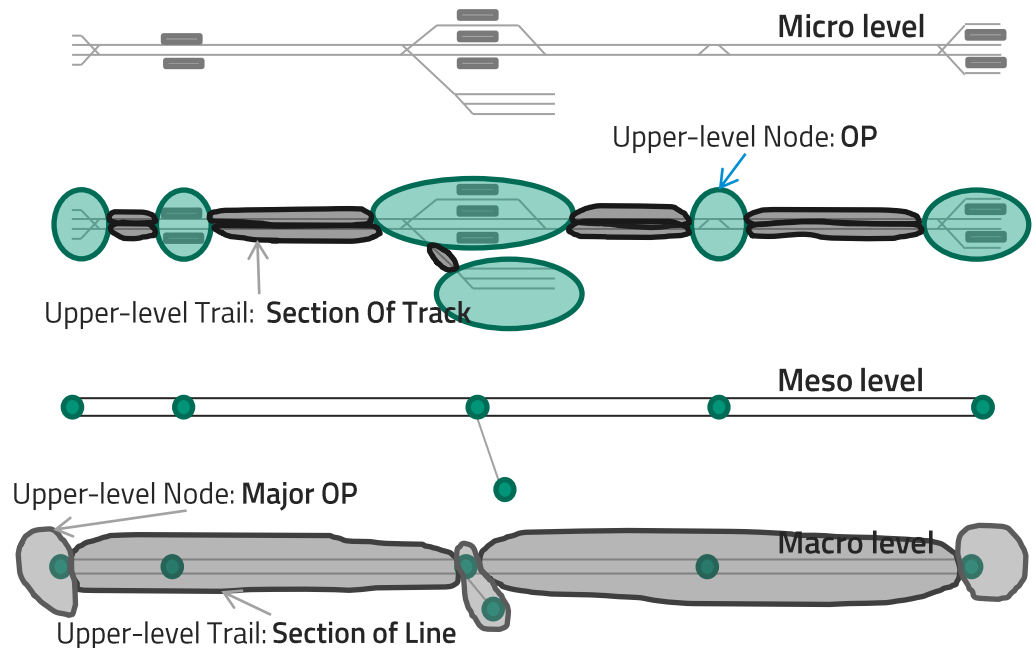 Micro level
Upper-level Node: OP
Upper-level Trail: Section Of Track
Meso level
Upper-level Node: Major OP
Macro level
Upper-level Trail: Section of Line